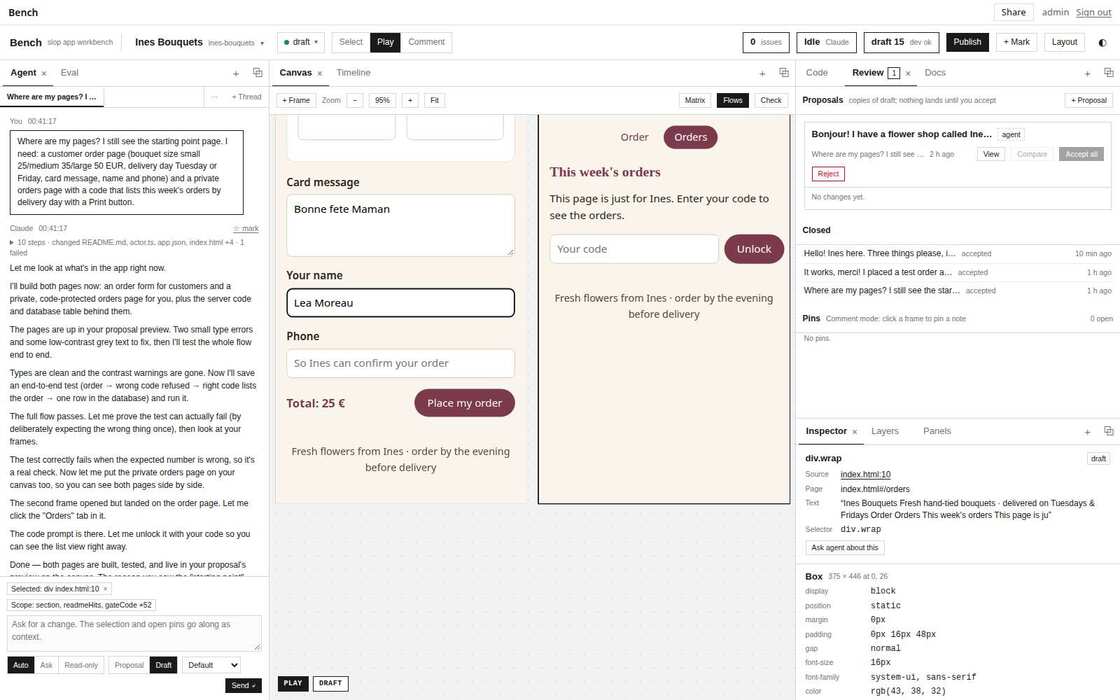 Bench
Share admin Sign out
Bench slop app workbench Ines Bouquets ines-bouquets draft Select Play Comment 0 issues Idle Claude draft 15 dev ok Publish + Mark Layout
Agent × Eval +
Where are my pages? I … ··· + Thread
You 00:41:17
Where are my pages? I still see the starting point page. I
need: a customer order page (bouquet size small
25/medium 35/large 50 EUR, delivery day Tuesday or
Friday, card message, name and phone) and a private
orders page with a code that lists this week's orders by
delivery day with a Print button.
Claude 00:41:17 ☆ mark
▸ 10 steps · changed README.md, actor.ts, app.json, index.html +4 · 1
failed
Let me look at what's in the app right now.
I'll build both pages now: an order form for customers and a
private, code-protected orders page for you, plus the server code
and database table behind them.
The pages are up in your proposal preview. Two small type errors
and some low-contrast grey text to fix, then I'll test the whole flow
end to end.
Types are clean and the contrast warnings are gone. Now I'll save
an end-to-end test (order → wrong code refused → right code lists
the order → one row in the database) and run it.
The full flow passes. Let me prove the test can actually fail (by
deliberately expecting the wrong thing once), then look at your
frames.
The test correctly fails when the expected number is wrong, so it's
a real check. Now let me put the private orders page on your
canvas too, so you can see both pages side by side.
The second frame opened but landed on the order page. Let me
click the "Orders" tab in it.
The code prompt is there. Let me unlock it with your code so you
can see the list view right away.
Done — both pages are built, tested, and live in your proposal's
Selected: div index.html:10 ×
Scope: section, readmeHits, gateCode +52
Ask for a change. The selection and open pins go along as
context.
Auto Ask Read-only Proposal Draft Default
Send
Canvas × Timeline +
+ Frame Zoom − 95% + Fit Matrix Flows Check
Card message
Bonne fete Maman
Your name
Lea Moreau
Phone
So Ines can confirm your order
Total: 25 € Place my order
Fresh flowers from Ines · order by the evening
before delivery
Order Orders
This week's orders
This page is just for Ines. Enter your code to
see the orders.
Your code Unlock
Fresh flowers from Ines · order by the evening
before delivery
PLAY DRAFT
Code Review 1 × Docs +
Proposals copies of draft; nothing lands until you accept + Proposal
Bonjour! I have a flower shop called Ine… agent
Where are my pages? I still see … 2 h ago View Compare Accept all
Reject
No changes yet.
Closed
Hello! Ines here. Three things please, i… accepted 10 min ago
It works, merci! I placed a test order a… accepted 1 h ago
Where are my pages? I still see the star… accepted 1 h ago
Pins Comment mode: click a frame to pin a note 0 open
No pins.
Inspector × Layers Panels +
div.wrap draft
Source index.html:10
Page index.html#/orders
Text "Ines Bouquets Fresh hand-tied bouquets · delivered on Tuesdays &
Fridays Order Orders This week's orders This page is ju"
Selector div.wrap
Ask agent about this
Box 375 × 446 at 0, 26
display block
position static
margin 0px
padding 0px 16px 48px
gap normal
font-size 16px
font-family system-ui, sans-serif
color rgb(43, 38, 32)